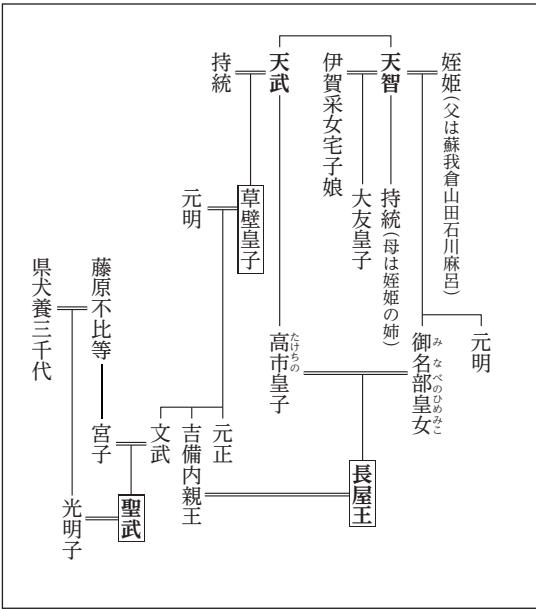 姪姫(父は蘇我倉山田石川麻呂)
天智
伊賀采女宅子娘
天武
持統
元明
御名部皇女
みなべのひめみこ
持統(母は姪姫の姉)
大友皇子
高市皇子
たけちの
草壁皇子
元明
長屋王
元正
吉備内親王
文武
宮子
藤原不比等
県犬養三千代
聖武
光明子